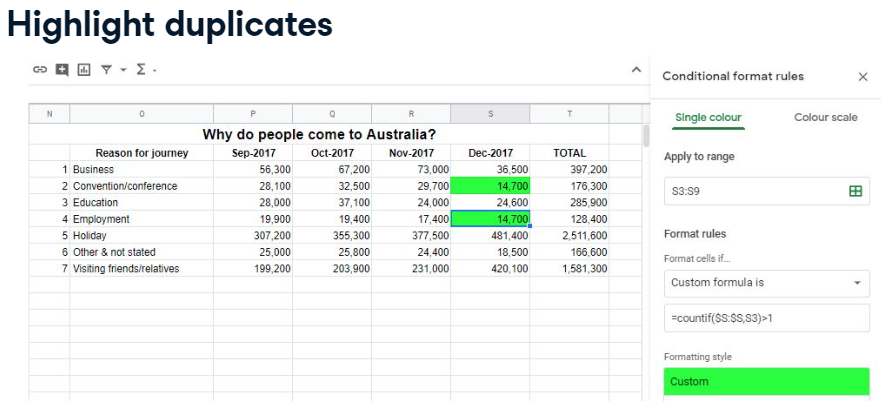 Highlight duplicates
Conditional format rules
Single colour
Colour scale
Apply to range
S3:S9
Format rules
Format cells if...
Custom formula is
=countif($S:$S,S3)>1
Formatting style
Custom
N O P Q R S T
Why do people come to Australia?
Reason for journey Sep-2017 Oct-2017 Nov-2017 Dec-2017 TOTAL
1 Business 56,300 67,200 73,000 36,500 397,200
2 Convention/conference 28,100 32,500 29,700 14,700 176,300
3 Education 28,000 37,100 24,000 24,600 285,900
4 Employment 19,900 19,400 17,400 14,700 128,400
5 Holiday 307,200 355,300 377,500 481,400 2,511,600
6 Other & not stated 25,000 25,800 24,400 18,500 166,600
7 Visiting friends/relatives 199,200 203,900 231,000 420,100 1,581,300